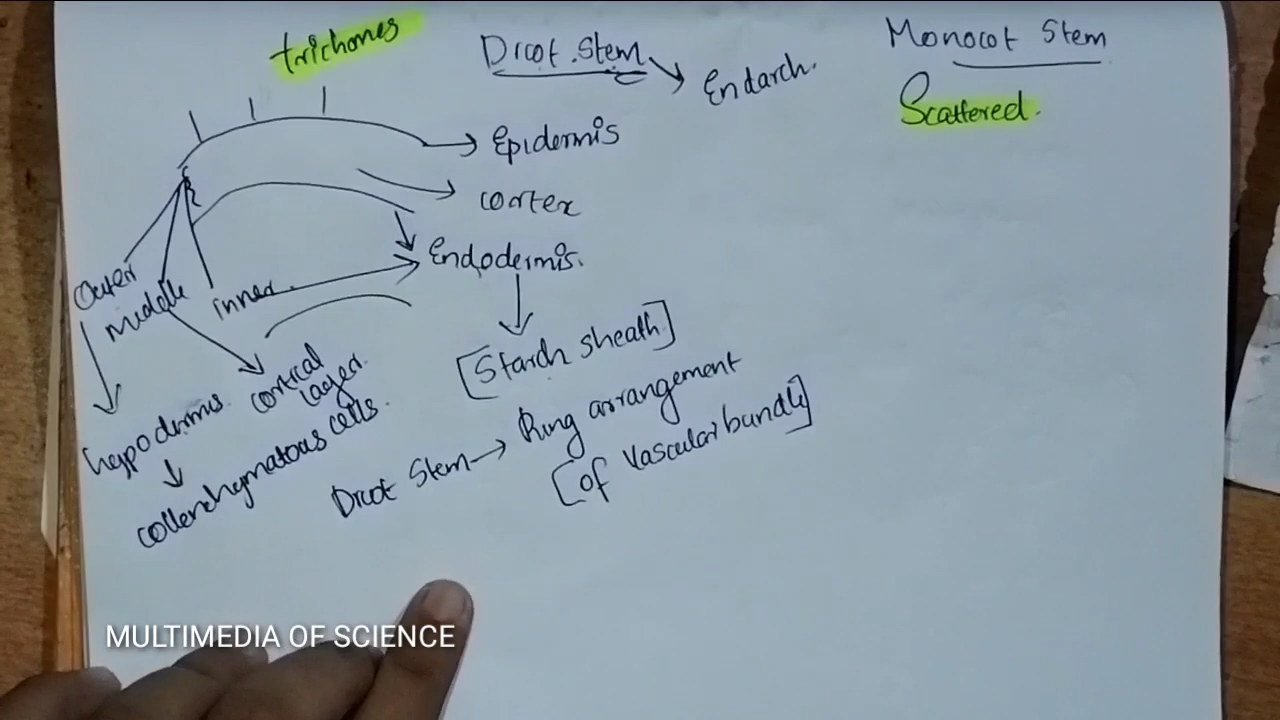 trichomes
Dicot Stem
Endarch.
Monocot Stem
Scattered.
Epidermis
cortex
Endodermis.
[Starch sheath]
Outer
middle
inner
hypodermis
cortical
layer.
collenchymatous cells.
Dicot Stem → Ring arrangement
[of vascular bundle]
MULTIMEDIA OF SCIENCE